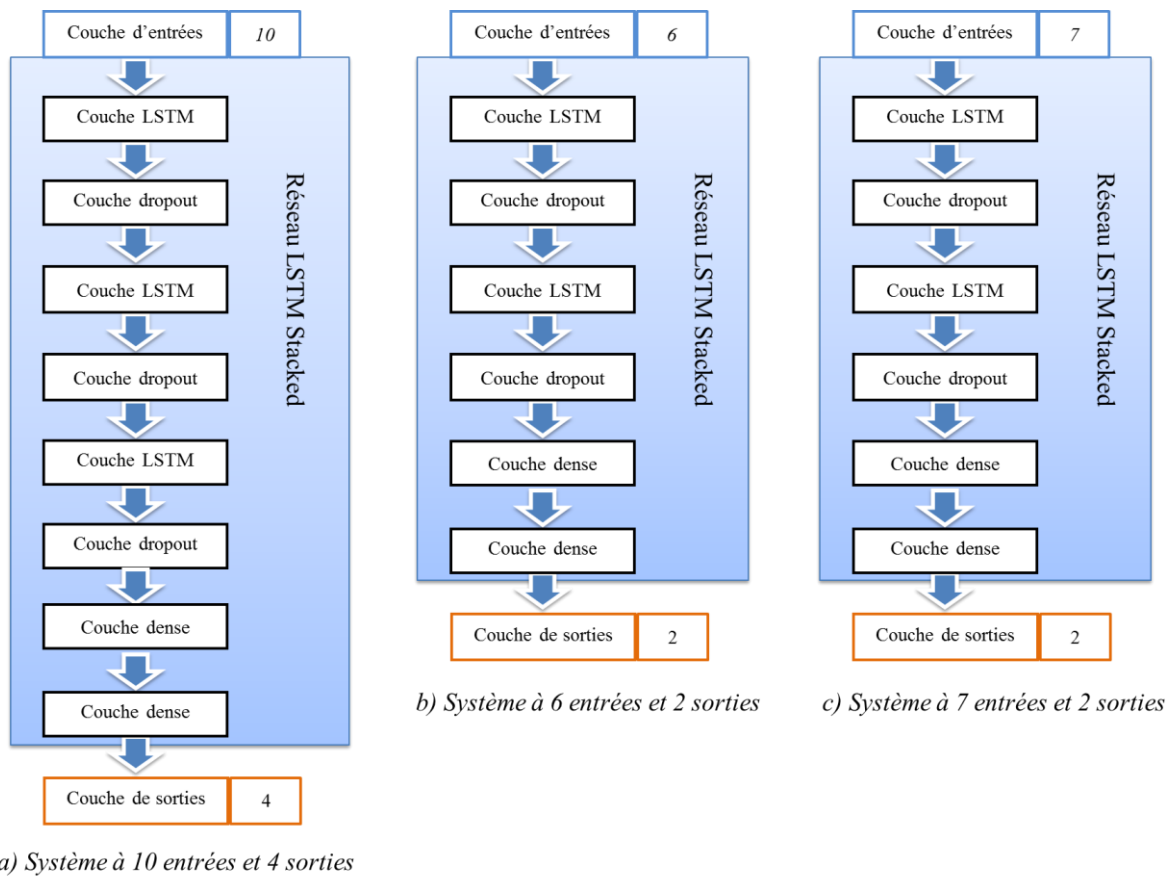 Couche d'entrées 10
Couche LSTM
Couche dropout
Couche LSTM
Couche dropout
Couche LSTM
Couche dropout
Couche dense
Couche dense
Réseau LSTM Stacked
Couche de sorties 4
a) Système à 10 entrées et 4 sorties
Couche d'entrées 6
Couche LSTM
Couche dropout
Couche LSTM
Couche dropout
Couche dense
Couche dense
Réseau LSTM Stacked
Couche de sorties 2
b) Système à 6 entrées et 2 sorties
Couche d'entrées 7
Couche LSTM
Couche dropout
Couche LSTM
Couche dropout
Couche dense
Couche dense
Réseau LSTM Stacked
Couche de sorties 2
c) Système à 7 entrées et 2 sorties